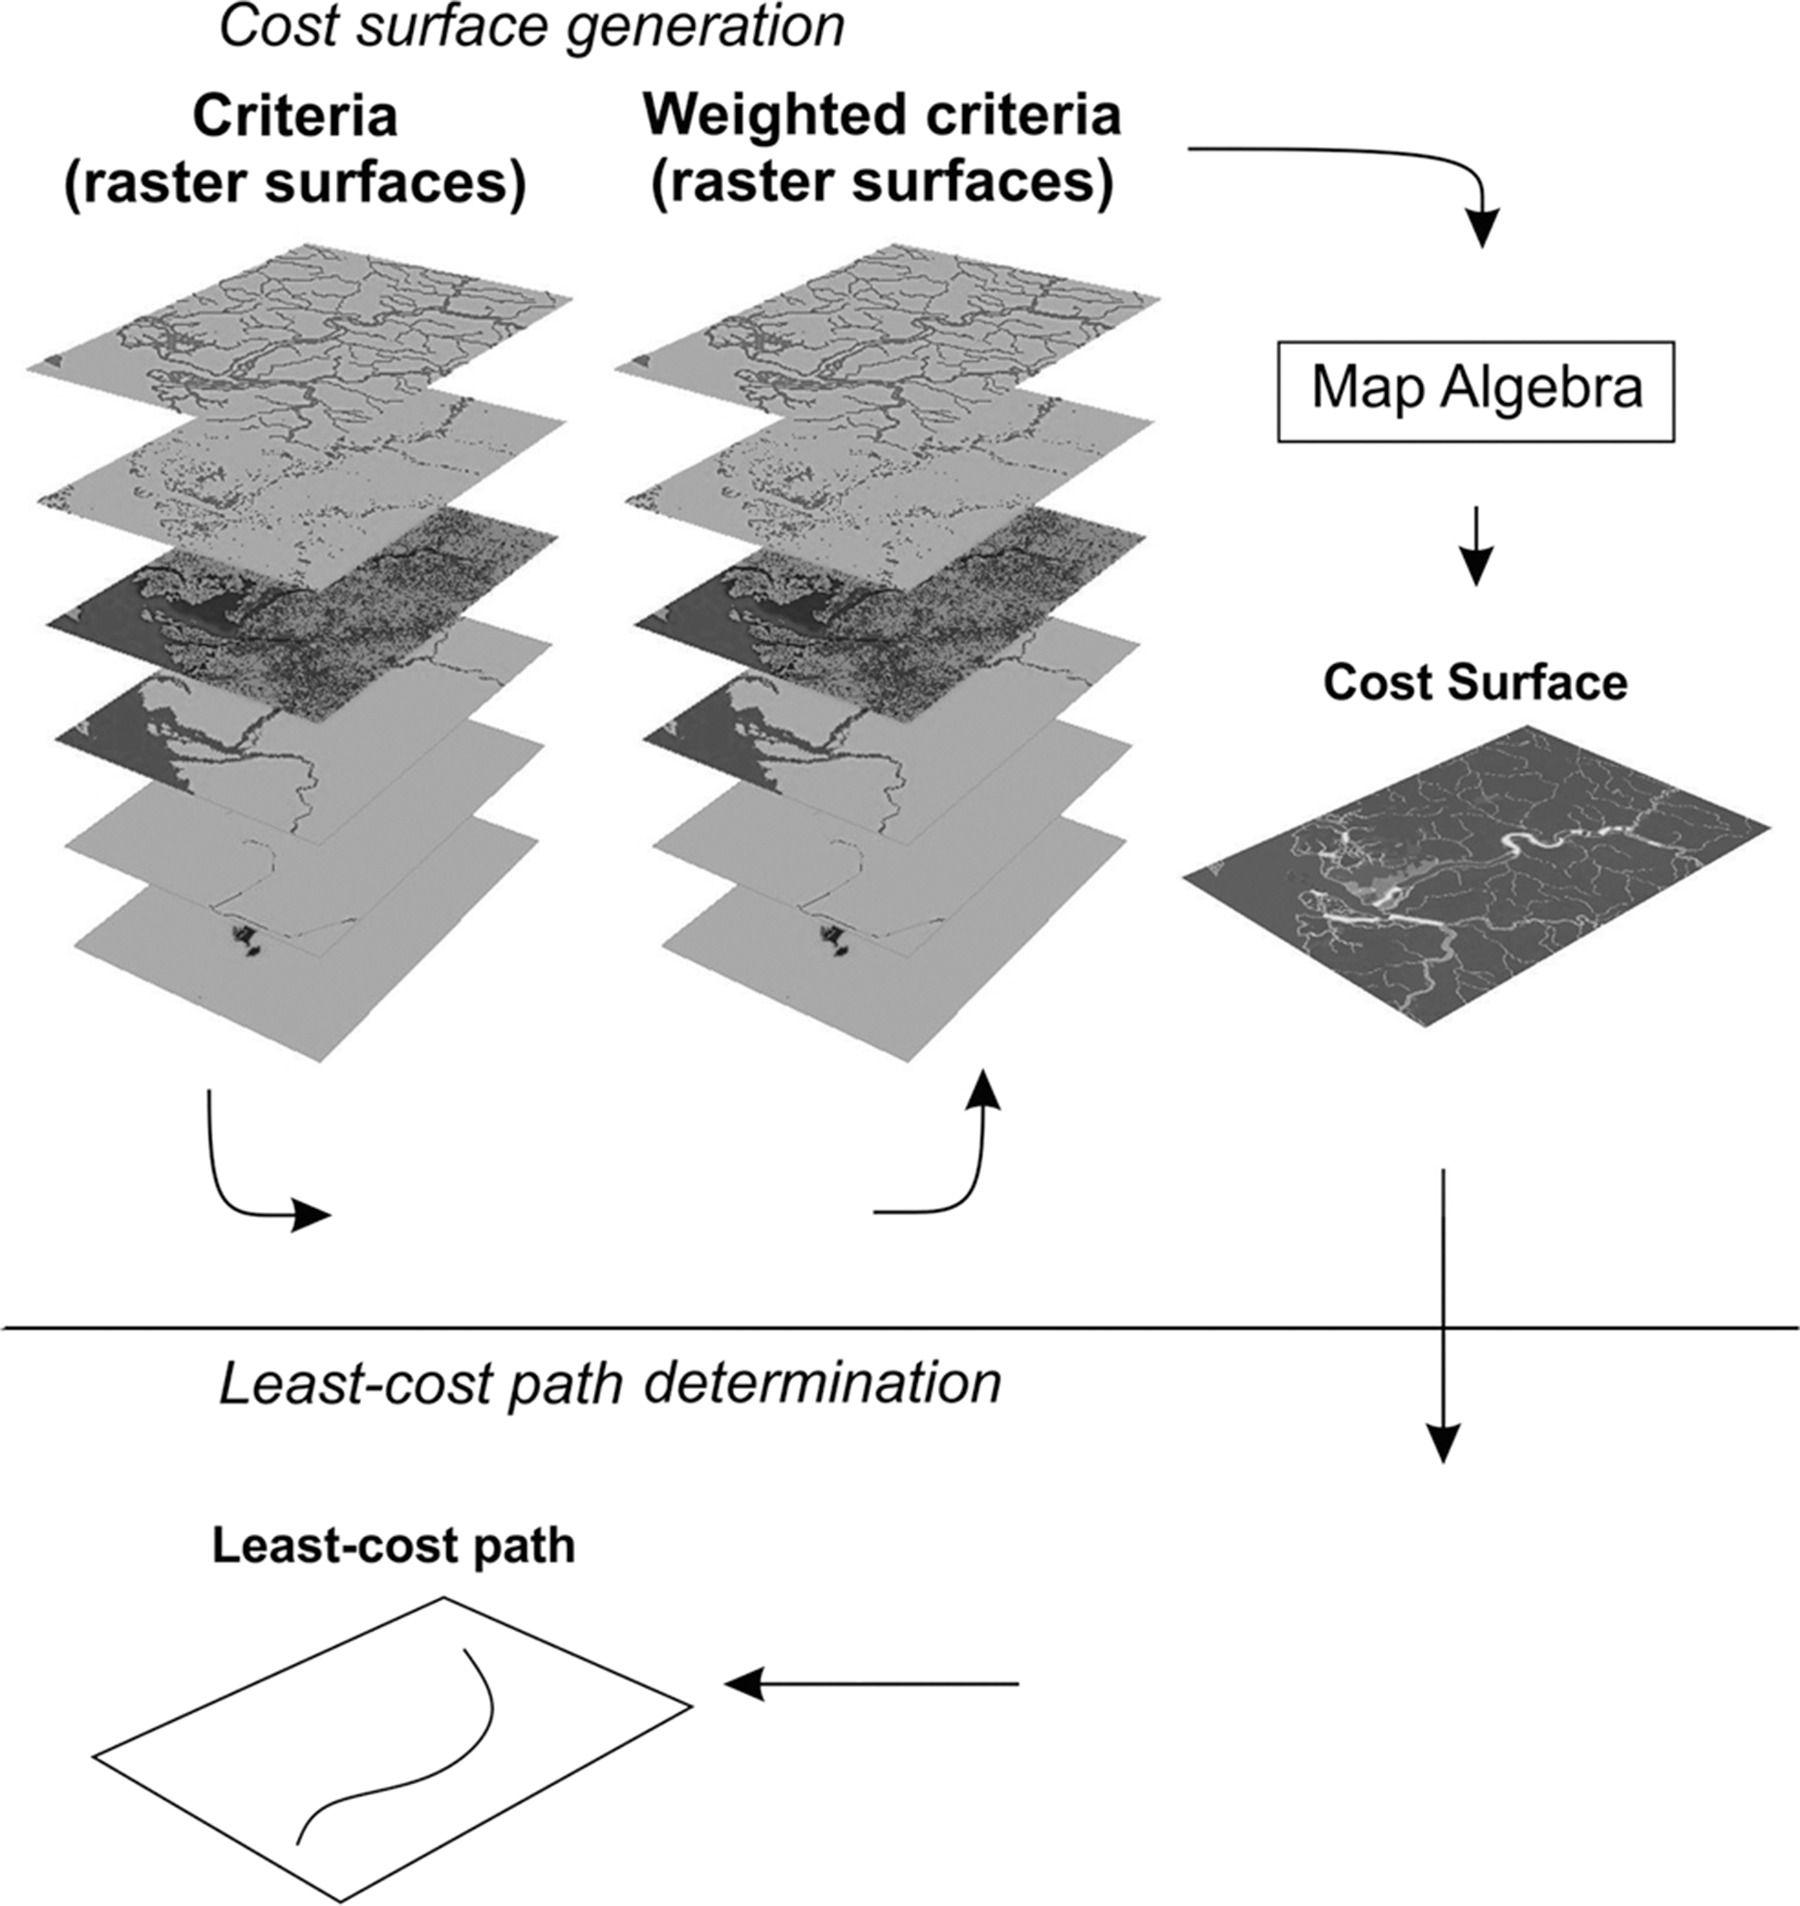 Cost surface generation
Criteria
(raster surfaces)
Weighted criteria
(raster surfaces)
Map Algebra
Cost Surface
Least-cost path determination
Least-cost path